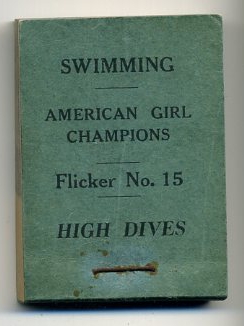 SWIMMING
AMERICAN GIRL
CHAMPIONS
Flicker No. 15
HIGH DIVES